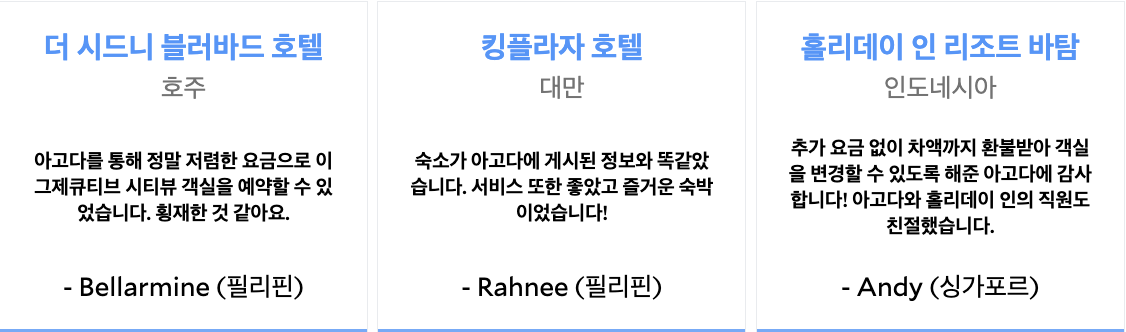 더 시드니 블러바드 호텔
호주
아고다를 통해 정말 저렴한 요금으로 이
그제큐티브 시티뷰 객실을 예약할 수 있
었습니다. 횡재한 것 같아요.
- Bellarmine (필리핀)
킹플라자 호텔
대만
숙소가 아고다에 게시된 정보와 똑같았
습니다. 서비스 또한 좋았고 즐거운 숙박
이었습니다!
- Rahnee (필리핀)
홀리데이 인 리조트 바탐
인도네시아
추가 요금 없이 차액까지 환불받아 객실
을 변경할 수 있도록 해준 아고다에 감사
합니다! 아고다와 홀리데이 인의 직원도
친절했습니다.
- Andy (싱가포르)